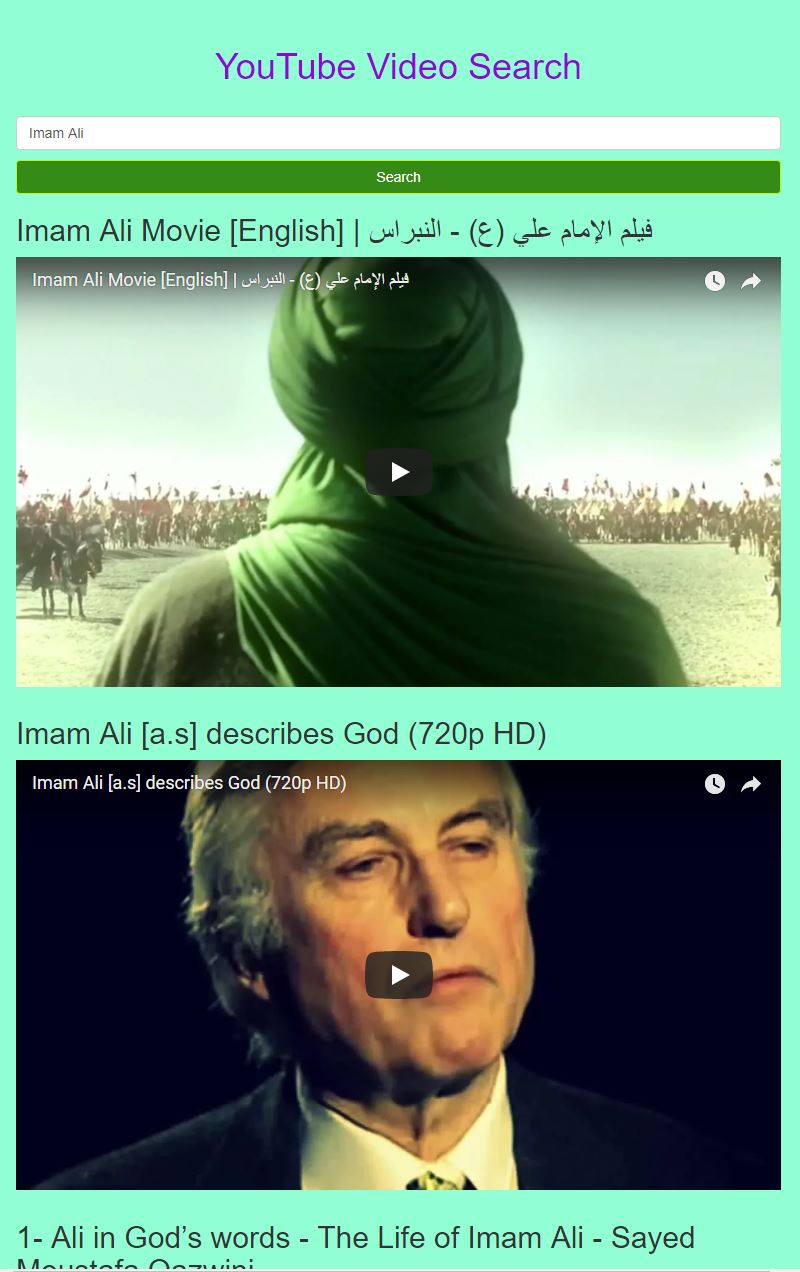 YouTube Video Search
Imam Ali
Search
Imam Ali Movie [English] | فيلم الإمام علي (ع) - النبراس
Imam Ali Movie [English] | فيلم الإمام علي (ع) - النبراس
Imam Ali [a.s] describes God (720p HD)
Imam Ali [a.s] describes God (720p HD)
1- Ali in God’s words - The Life of Imam Ali - Sayed
Moustafa Qazwini